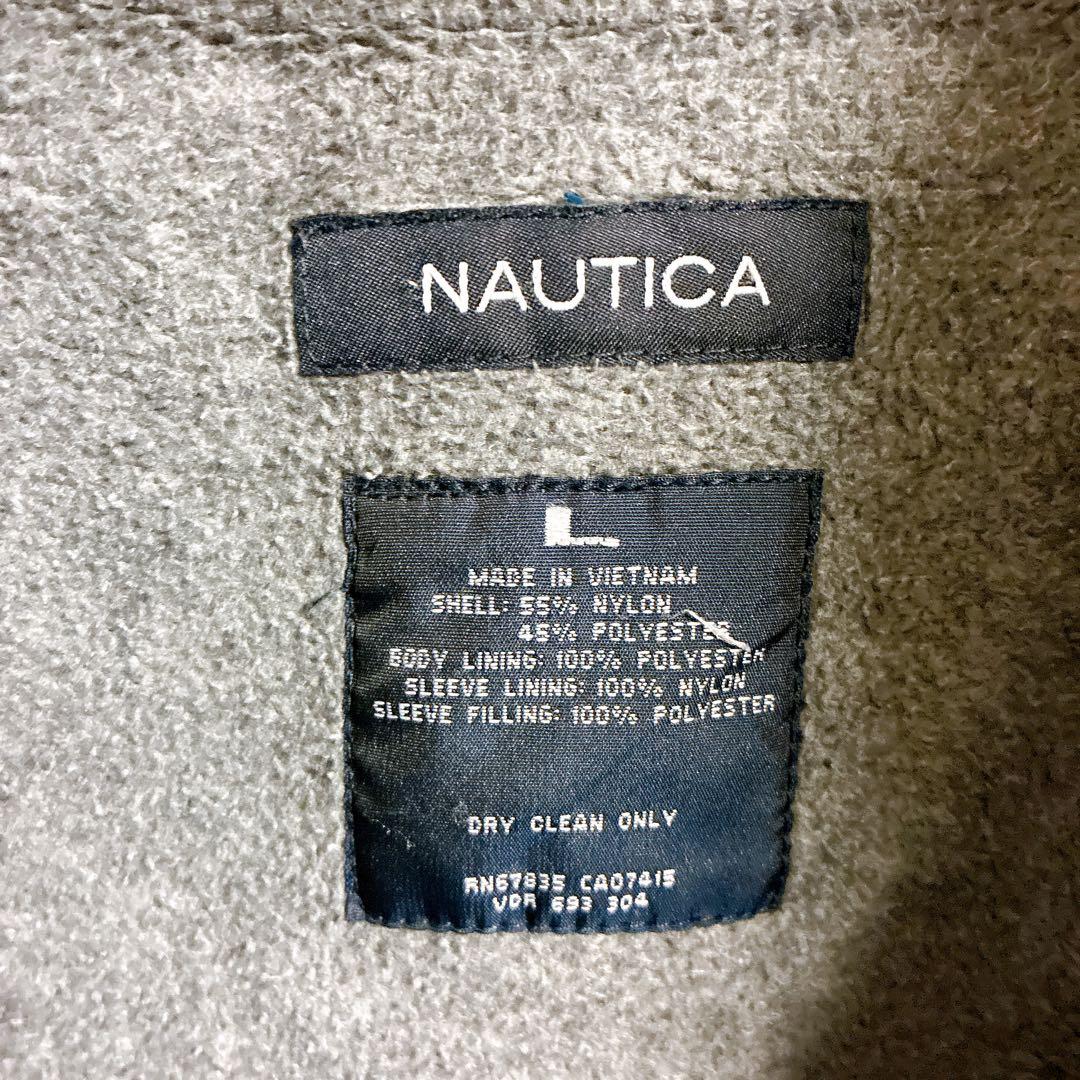 NAUTICA
L
MADE IN VIETNAM
SHELL: 55% NYLON
45% POLYESTER
BODY LINING: 100% POLYESTER
SLEEVE LINING: 100% NYLON
SLEEVE FILLING: 100% POLYESTER
DRY CLEAN ONLY
RN67835 CA07415
VDR 693 304